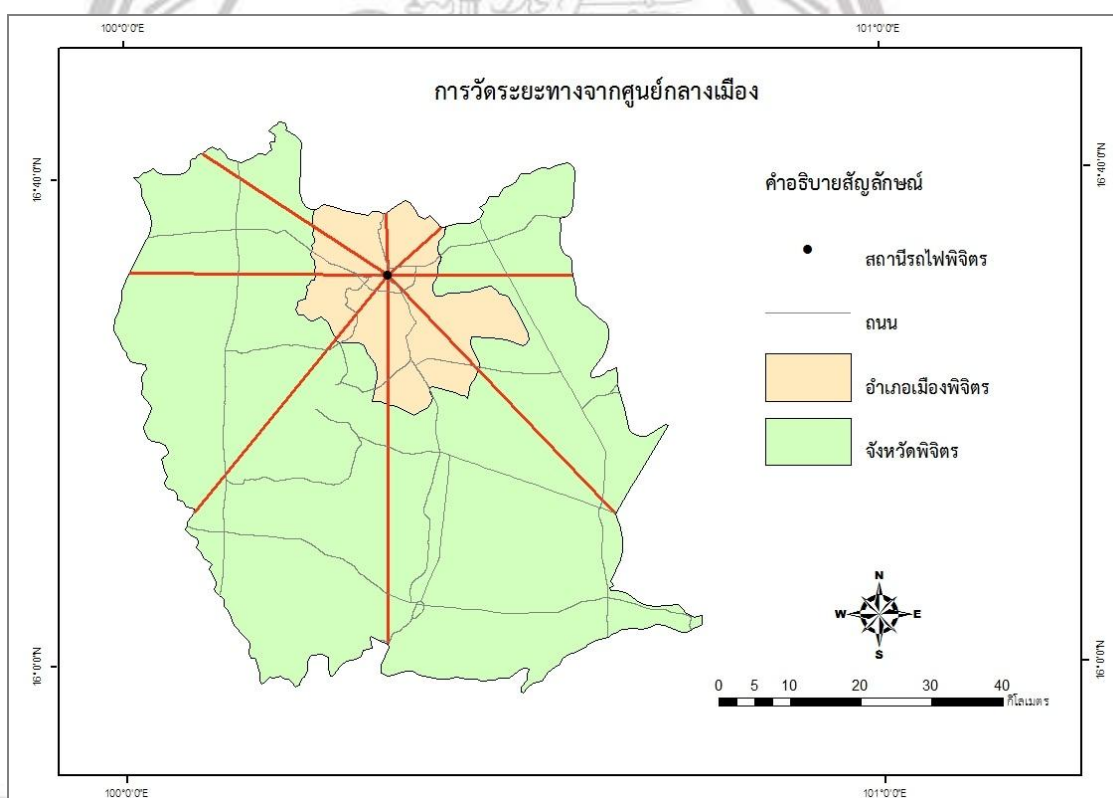 100°0'0"E
101°0'0"E
การวัดระยะทางจากศูนย์กลางเมือง
16°40'0"N
16°40'0"N
คำอธิบายสัญลักษณ์
สถานีรถไฟพิจิตร
ถนน
อำเภอเมืองพิจิตร
จังหวัดพิจิตร
N
W
E
S
16°0'0"N
16°0'0"N
0 5 10 20 30 40
กิโลเมตร
100°0'0"E
101°0'0"E